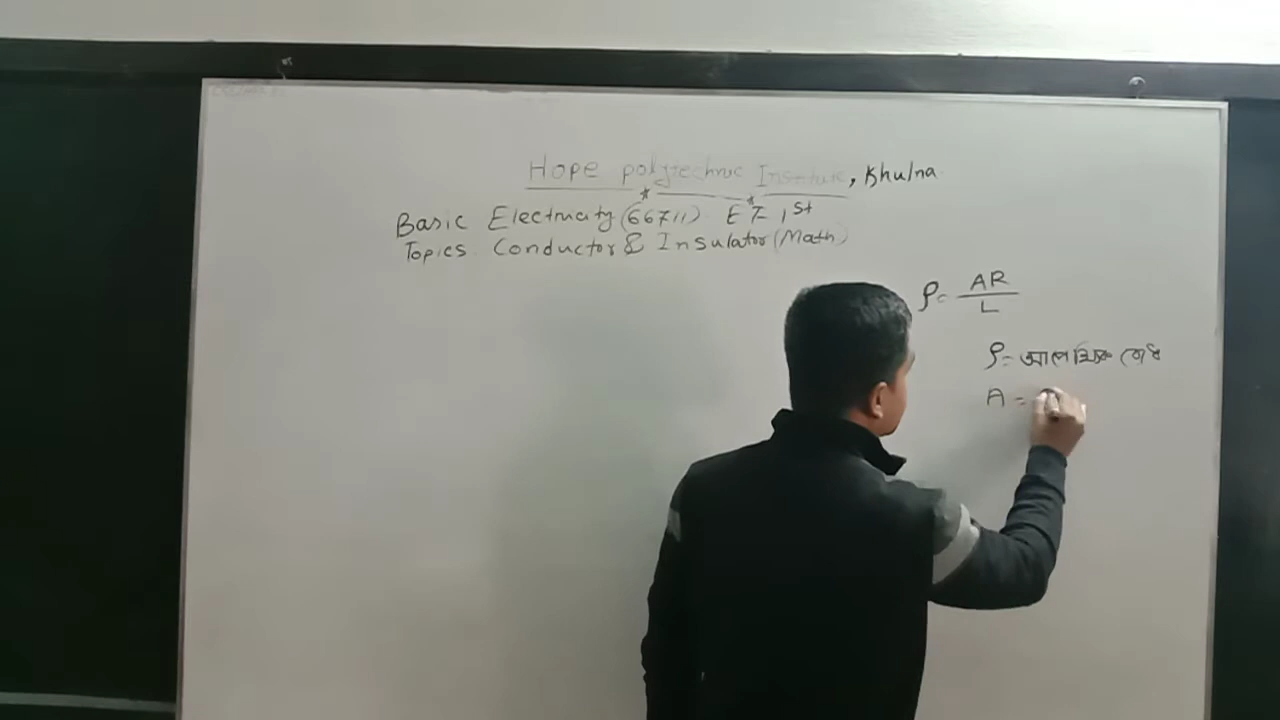 Hope polytechnic Institute, Khulna
Basic Electricity (66711) ET 1st
Topics Conductor & Insulator (Math)
ρ = AR / L
ρ = আপেক্ষিক রোধ
A =